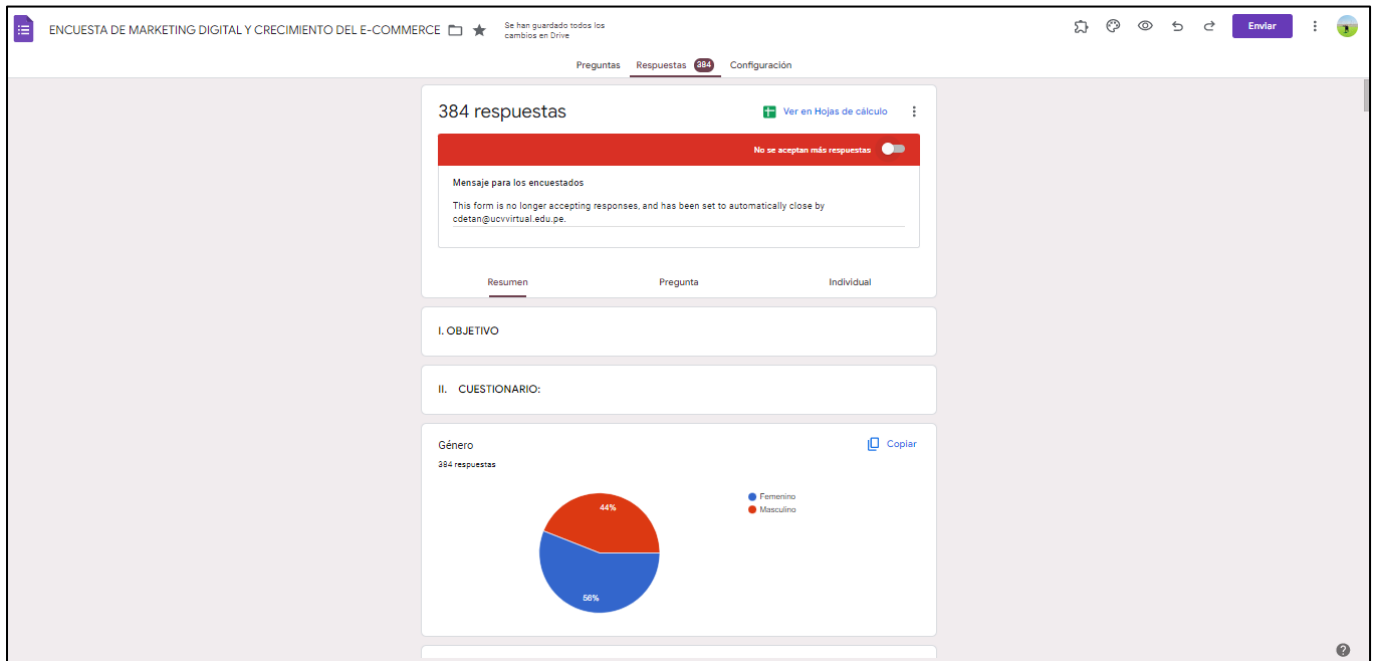 ENCUESTA DE MARKETING DIGITAL Y CRECIMIENTO DEL E-COMMERCE
Se han guardado todos los
cambios en Drive
Enviar
Preguntas Respuestas 384 Configuración
384 respuestas
Ver en Hojas de cálculo
No se aceptan más respuestas
Mensaje para los encuestados
This form is no longer accepting responses, and has been set to automatically close by
cdetan@ucvvirtual.edu.pe.
Resumen Pregunta Individual
I. OBJETIVO
II. CUESTIONARIO:
Género
Copiar
384 respuestas
Femenino
Masculino
44%
56%